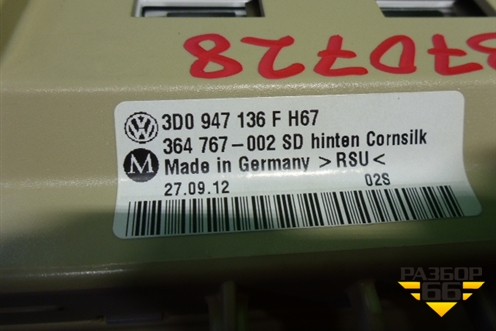 370728
3D0 947 136 F H67
364 767-002 SD hinten Cornsilk
M Made in Germany >RSU<
27.09.12 02S
РАЗБОР
66